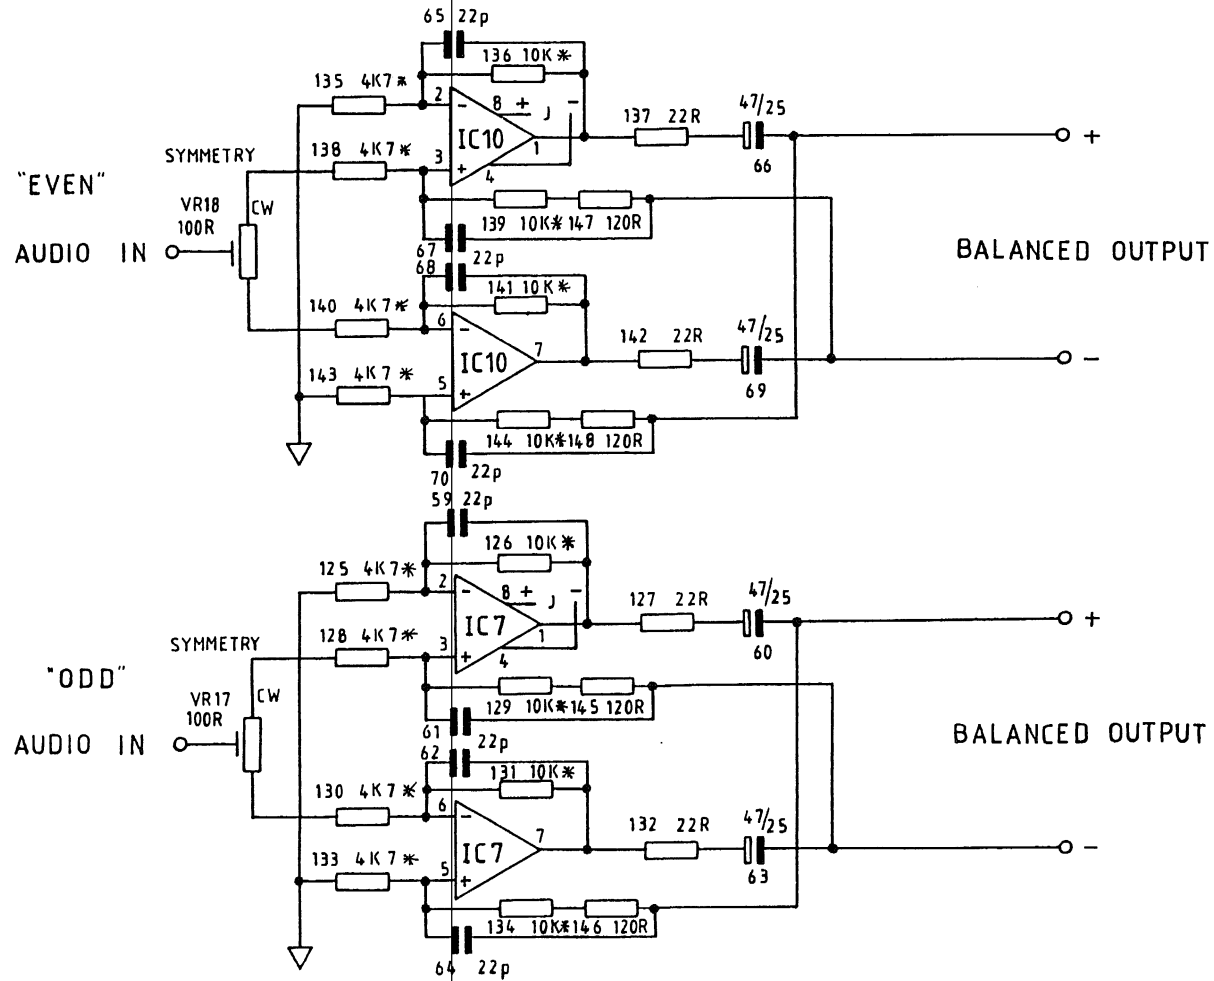 65 22p
136 10K*
135 4K7*
2 - 8 + J -
IC10
1
137 22R
47/25
66
+
SYMMETRY
138 4K7*
3 + 4
"EVEN"
VR18
100R
CW
139 10K* 147 120R
67 22p
AUDIO IN
BALANCED OUTPUT
68
141 10K*
140 4K7*
6 -
IC10
7
142 22R
47/25
69
-
143 4K7*
5 +
144 10K* 148 120R
70 22p
59 22p
126 10K*
125 4K7*
2 - 8 + J -
IC7
1
127 22R
47/25
60
+
SYMMETRY
128 4K7*
3 + 4
"ODD"
VR17
100R
CW
129 10K* 145 120R
61 22p
AUDIO IN
BALANCED OUTPUT
62
131 10K*
130 4K7*
6 -
IC7
7
132 22R
47/25
63
-
133 4K7*
5 +
134 10K* 146 120R
64 22p